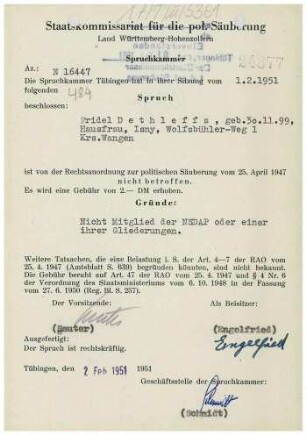 Staatskommissariat für die pol. Säuberung
Land Württemberg-Hohenzollern
Spruchkammer
Az.: N 16447
Die Spruchkammer Tübingen hat in ihrer Sitzung vom 1.2.1951
folgenden
484
Spruch
beschlossen:
Fridel Dethleffs, geb.30.11.99,
Hausfrau, Isny, Wolfsbühler-Weg 1
Krs.Wangen
ist von der Rechtsanordnung zur politischen Säuberung vom 25. April 1947
nicht betroffen.
Es wird eine Gebühr von 2.— DM erhoben.
Gründe:
Nicht Mitglied der NSDAP oder einer
ihrer Gliederungen.
Weitere Tatsachen, die eine Belastung i. S. der Art. 4—7 der RAO vom
25. 4. 1947 (Amtsblatt S. 639) begründen könnten, sind nicht bekannt.
Die Gebühr beruht auf Art. 47 der RAO vom 25. 4. 1947 und § 4 Nr. 6
der Verordnung des Staatsministeriums vom 6. 10. 1948 in der Fassung
vom 27. 6. 1950 (Reg. Bl. S. 257).
Der Vorsitzende: Als Beisitzer:
(Reuter) (Engelfried)
Ausgefertigt: Engelfried
Der Spruch ist rechtskräftig.
Tübingen, 2 Feb 1951 1951
Geschäftsstelle der Spruchkammer:
Schmidt
(Schmidt)